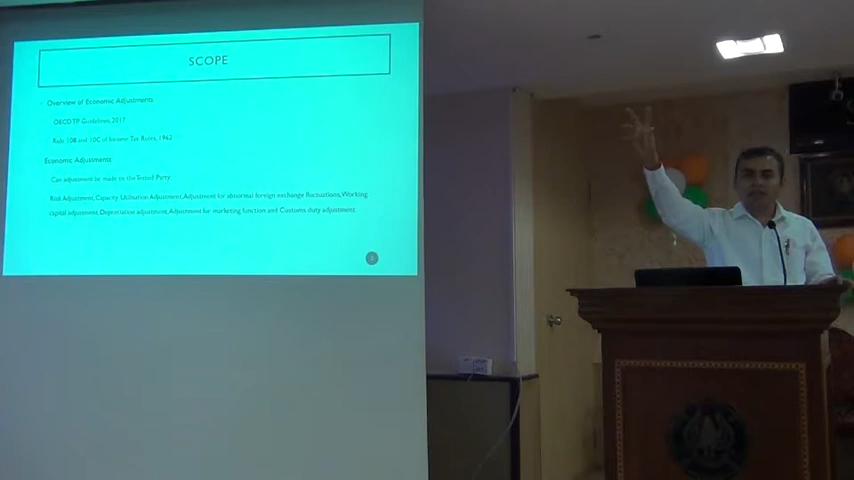 SCOPE
Overview of Economic Adjustments
OECD TP Guidelines, 2017
Rule 10B and 10C of Income Tax Rules, 1962
Economic Adjustments
Can adjustment be made to the Tested Party
Risk Adjustment, Capacity Utilisation Adjustment, Adjustment for abnormal foreign exchange fluctuations, Working
capital adjustment, Depreciation adjustment, Adjustment for marketing function and Customs duty adjustment